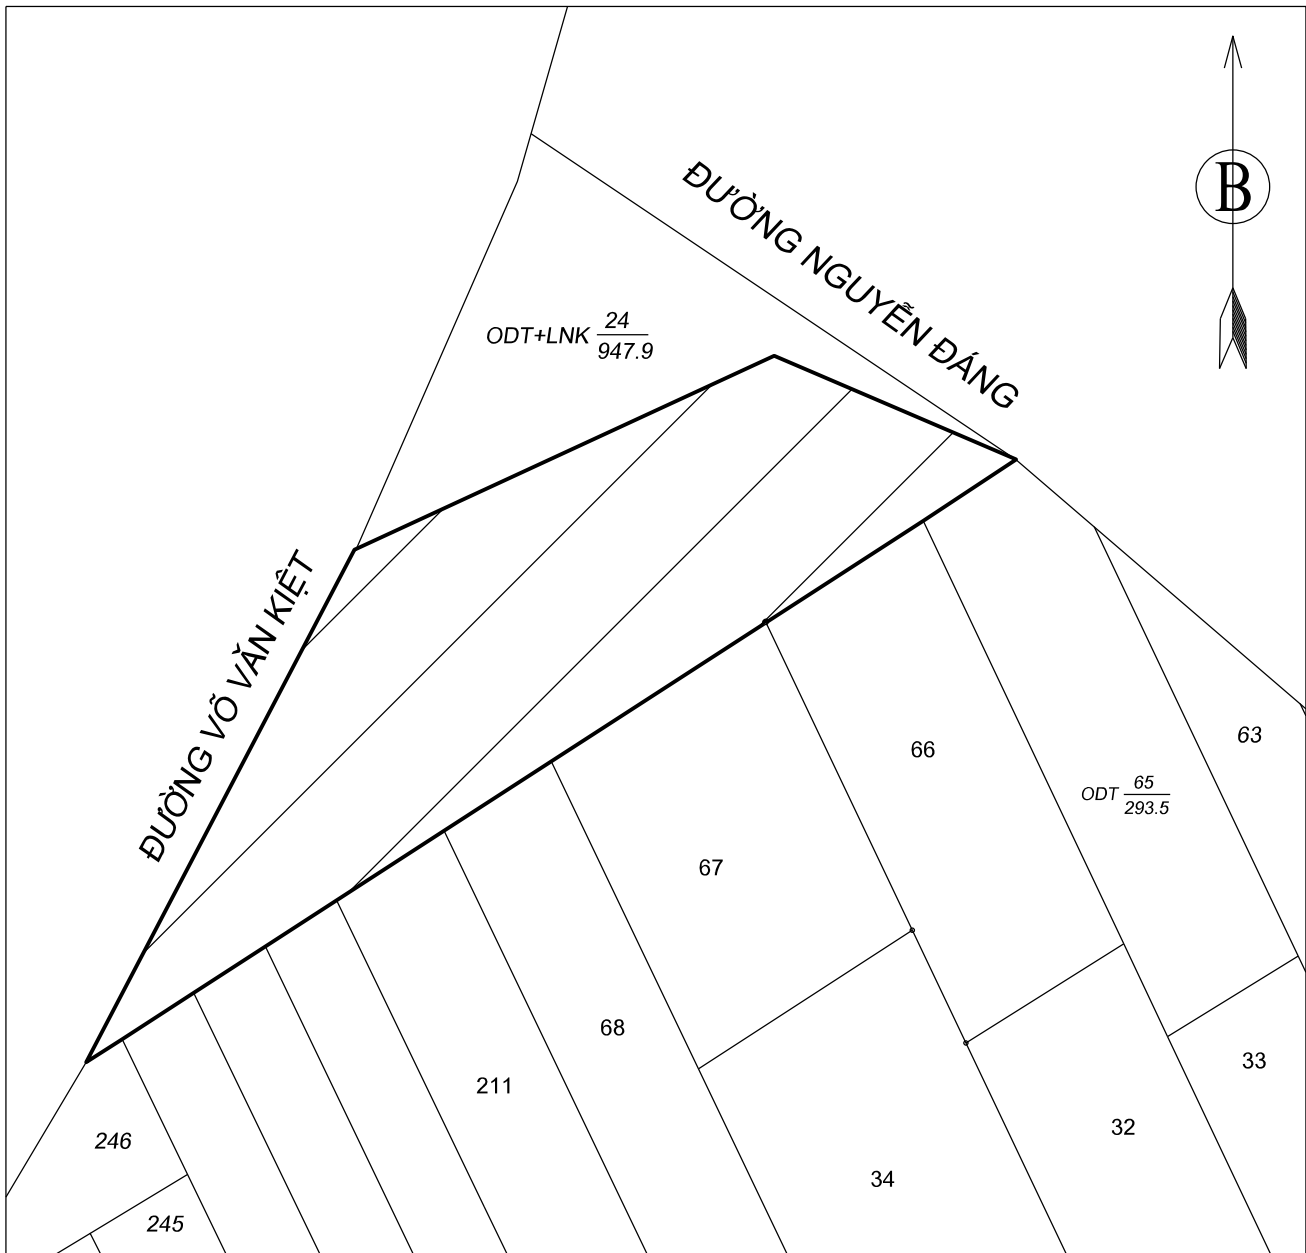 B
ĐƯỜNG NGUYỄN ĐÁNG
ODT+LNK 24
947.9
ĐƯỜNG VÕ VĂN KIỆT
63
66
ODT 65
293.5
67
68
33
211
32
246
34
245